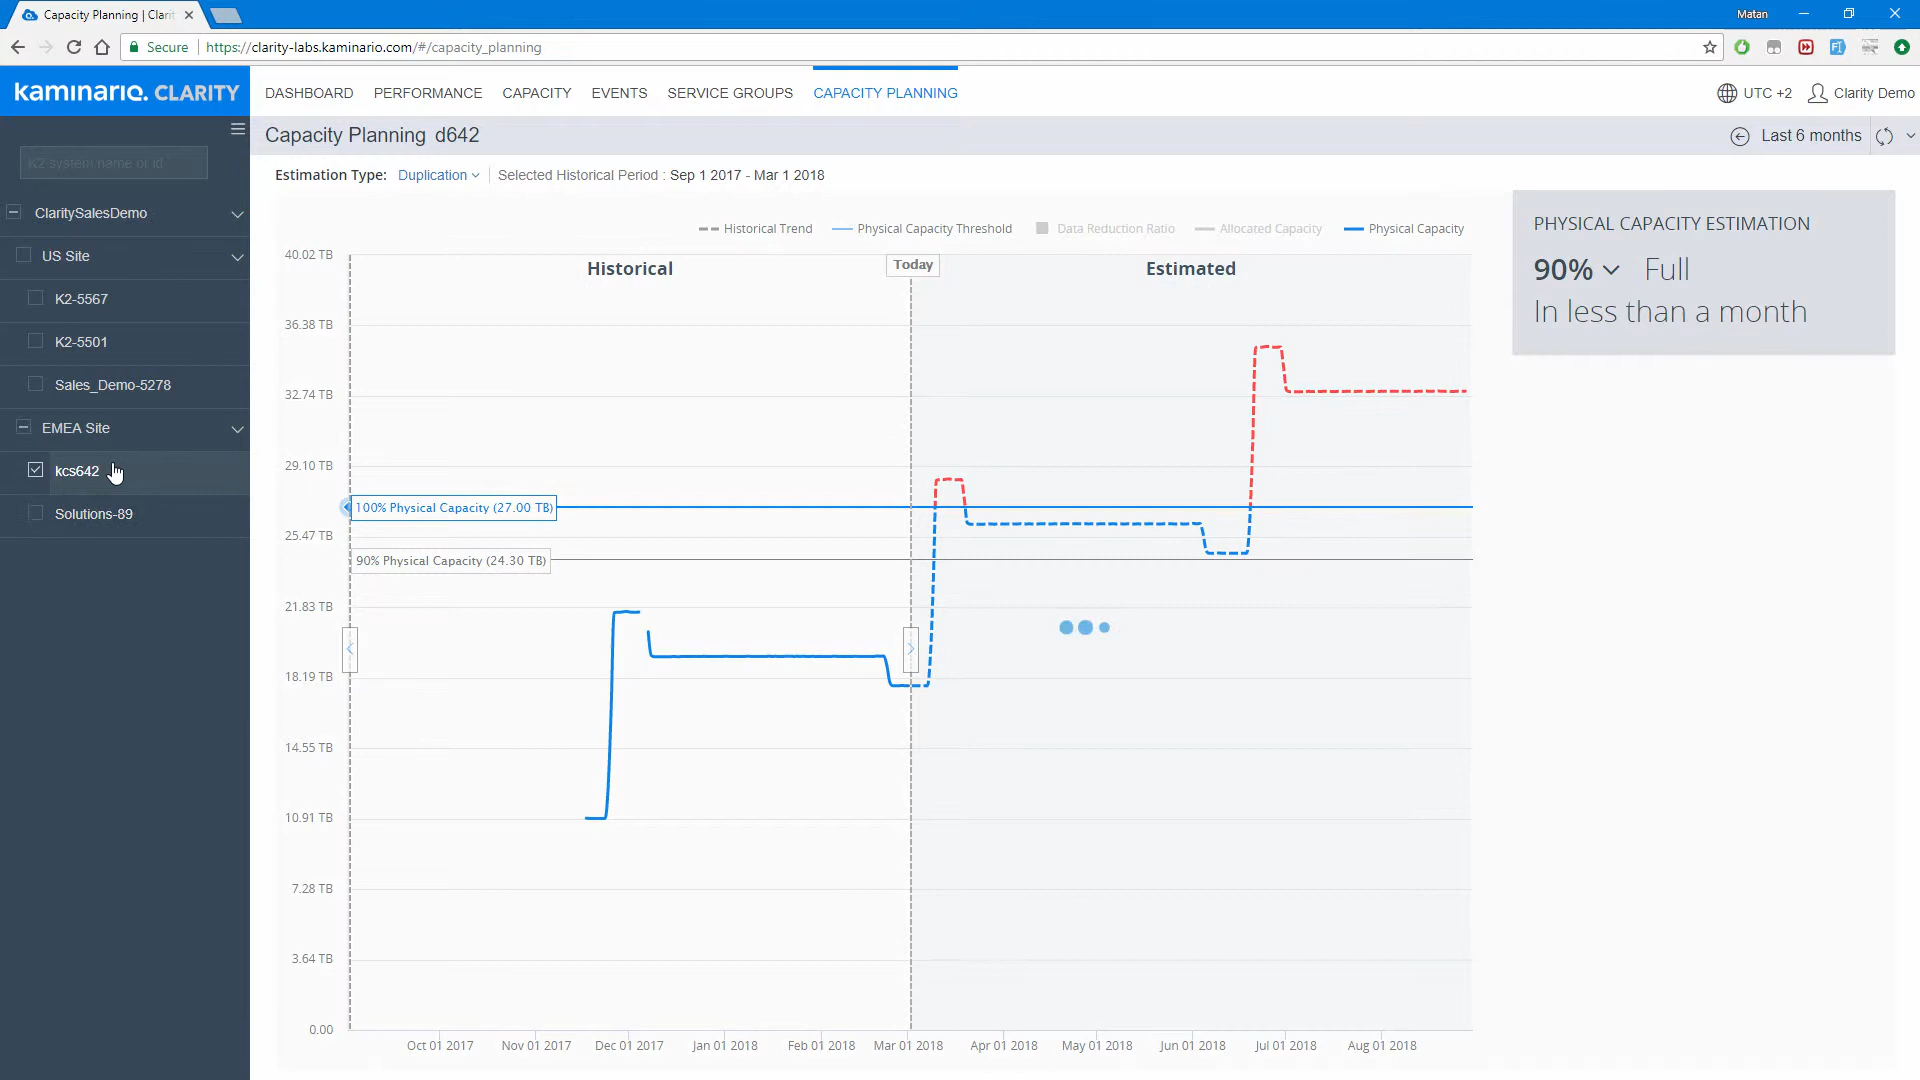 Capacity Planning | Clarit
Matan
Secure
https://clarity-labs.kaminario.com/#/capacity_planning
kaminario. CLARITY
DASHBOARD
PERFORMANCE
CAPACITY
EVENTS
SERVICE GROUPS
CAPACITY PLANNING
UTC +2
Clarity Demo
Capacity Planning d642
Last 6 months
K2 system name or id
ClaritySalesDemo
US Site
K2-5567
K2-5501
Sales_Demo-5278
EMEA Site
kcs642
Solutions-89
Estimation Type: Duplication
Selected Historical Period : Sep 1 2017 - Mar 1 2018
Historical Trend
Physical Capacity Threshold
Data Reduction Ratio
Allocated Capacity
Physical Capacity
Historical
Today
Estimated
40.02 TB
36.38 TB
32.74 TB
29.10 TB
25.47 TB
21.83 TB
18.19 TB
14.55 TB
10.91 TB
7.28 TB
3.64 TB
0.00
100% Physical Capacity (27.00 TB)
90% Physical Capacity (24.30 TB)
Oct 01 2017
Nov 01 2017
Dec 01 2017
Jan 01 2018
Feb 01 2018
Mar 01 2018
Apr 01 2018
May 01 2018
Jun 01 2018
Jul 01 2018
Aug 01 2018
PHYSICAL CAPACITY ESTIMATION
90% Full
In less than a month